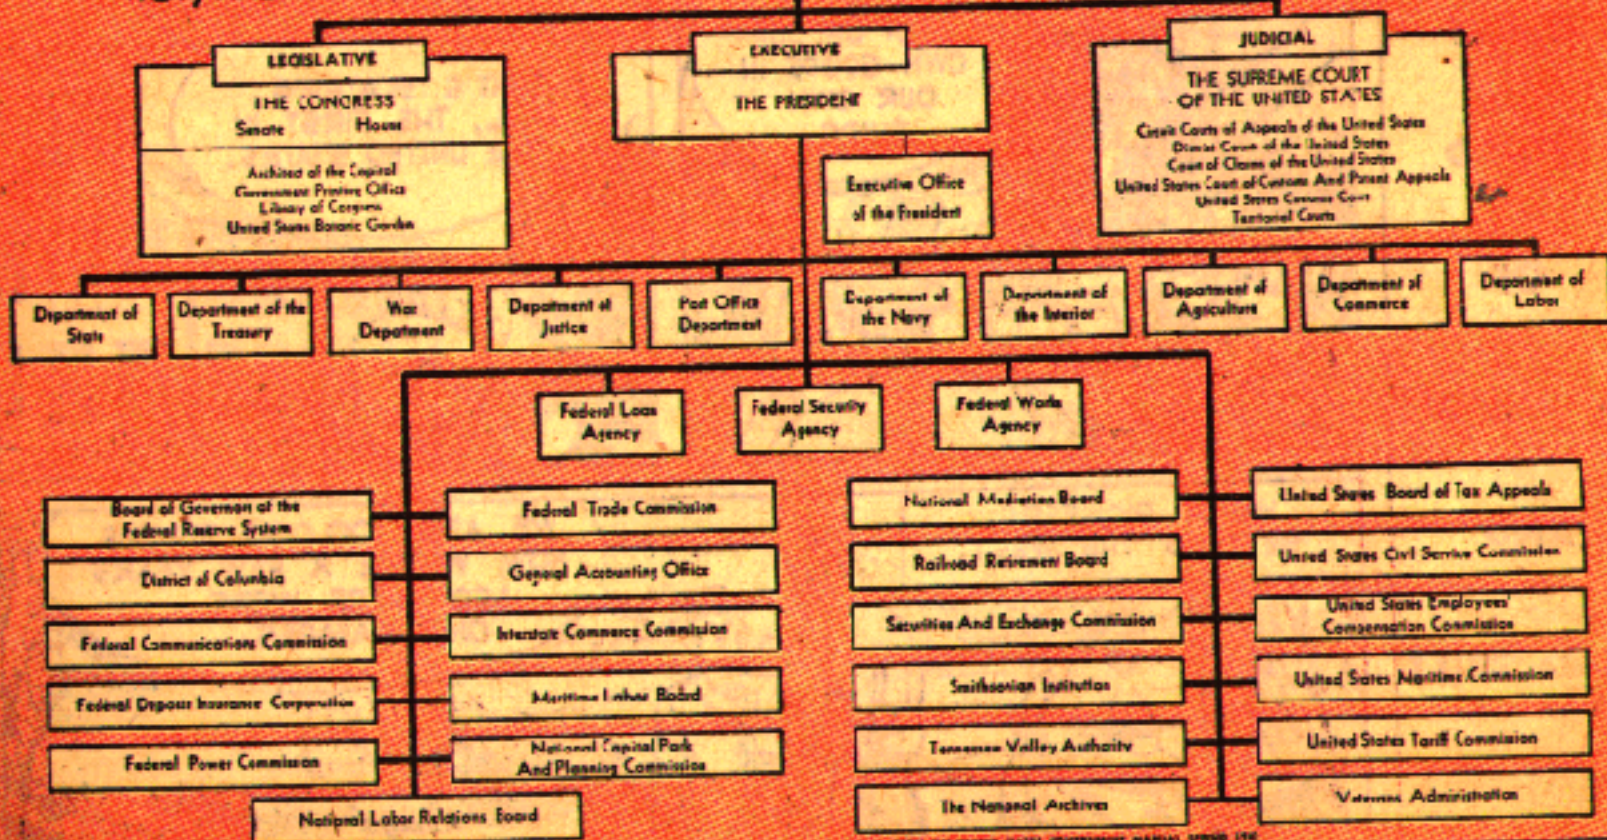 LEGISLATIVE
THE CONGRESS
Senate House
Architect of the Capitol
Government Printing Office
Library of Congress
United States Botanic Garden
EXECUTIVE
THE PRESIDENT
Executive Office
of the President
JUDICIAL
THE SUPREME COURT
OF THE UNITED STATES
Circuit Courts of Appeals of the United States
District Courts of the United States
Court of Claims of the United States
United States Court of Customs And Patent Appeals
United States Customs Court
Territorial Courts
Department of
State
Department of the
Treasury
War
Department
Department of
Justice
Post Office
Department
Department of
the Navy
Department of
the Interior
Department of
Agriculture
Department of
Commerce
Department of
Labor
Federal Loan
Agency
Federal Security
Agency
Federal Works
Agency
Board of Governors of the
Federal Reserve System
District of Columbia
Federal Communications Commission
Federal Deposit Insurance Corporation
Federal Power Commission
Federal Trade Commission
General Accounting Office
Interstate Commerce Commission
Maritime Labor Board
National Capital Park
And Planning Commission
National Labor Relations Board
National Mediation Board
Railroad Retirement Board
Securities And Exchange Commission
Smithsonian Institution
Tennessee Valley Authority
The National Archives
United States Board of Tax Appeals
United States Civil Service Commission
United States Employees'
Compensation Commission
United States Maritime Commission
United States Tariff Commission
Veterans Administration